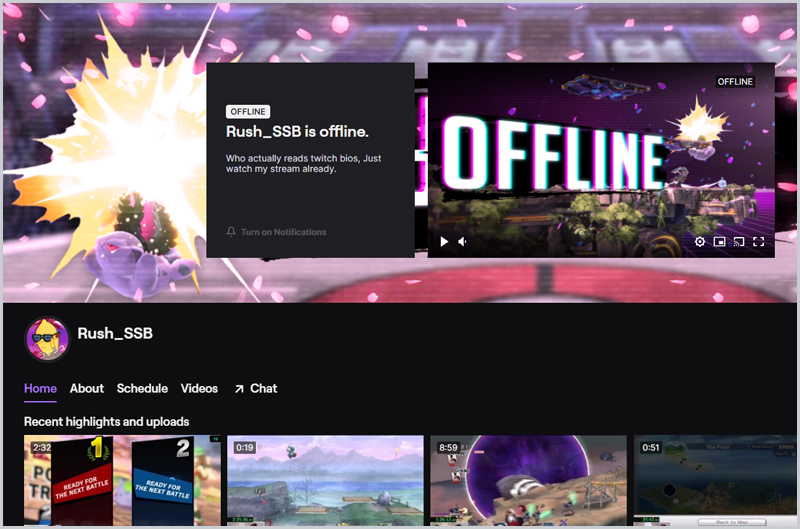 OFFLINE
Rush_SSB is offline.
Who actually reads twitch bios, Just
watch my stream already.
Turn on Notifications
OFFLINE
OFFLINE
Rush_SSB
Home About Schedule Videos Chat
Recent highlights and uploads
2:32
1
2
READY FOR
THE NEXT BATTLE
READY FOR
THE NEXT BATTLE
0:19
8:59
0:51
Back to Map